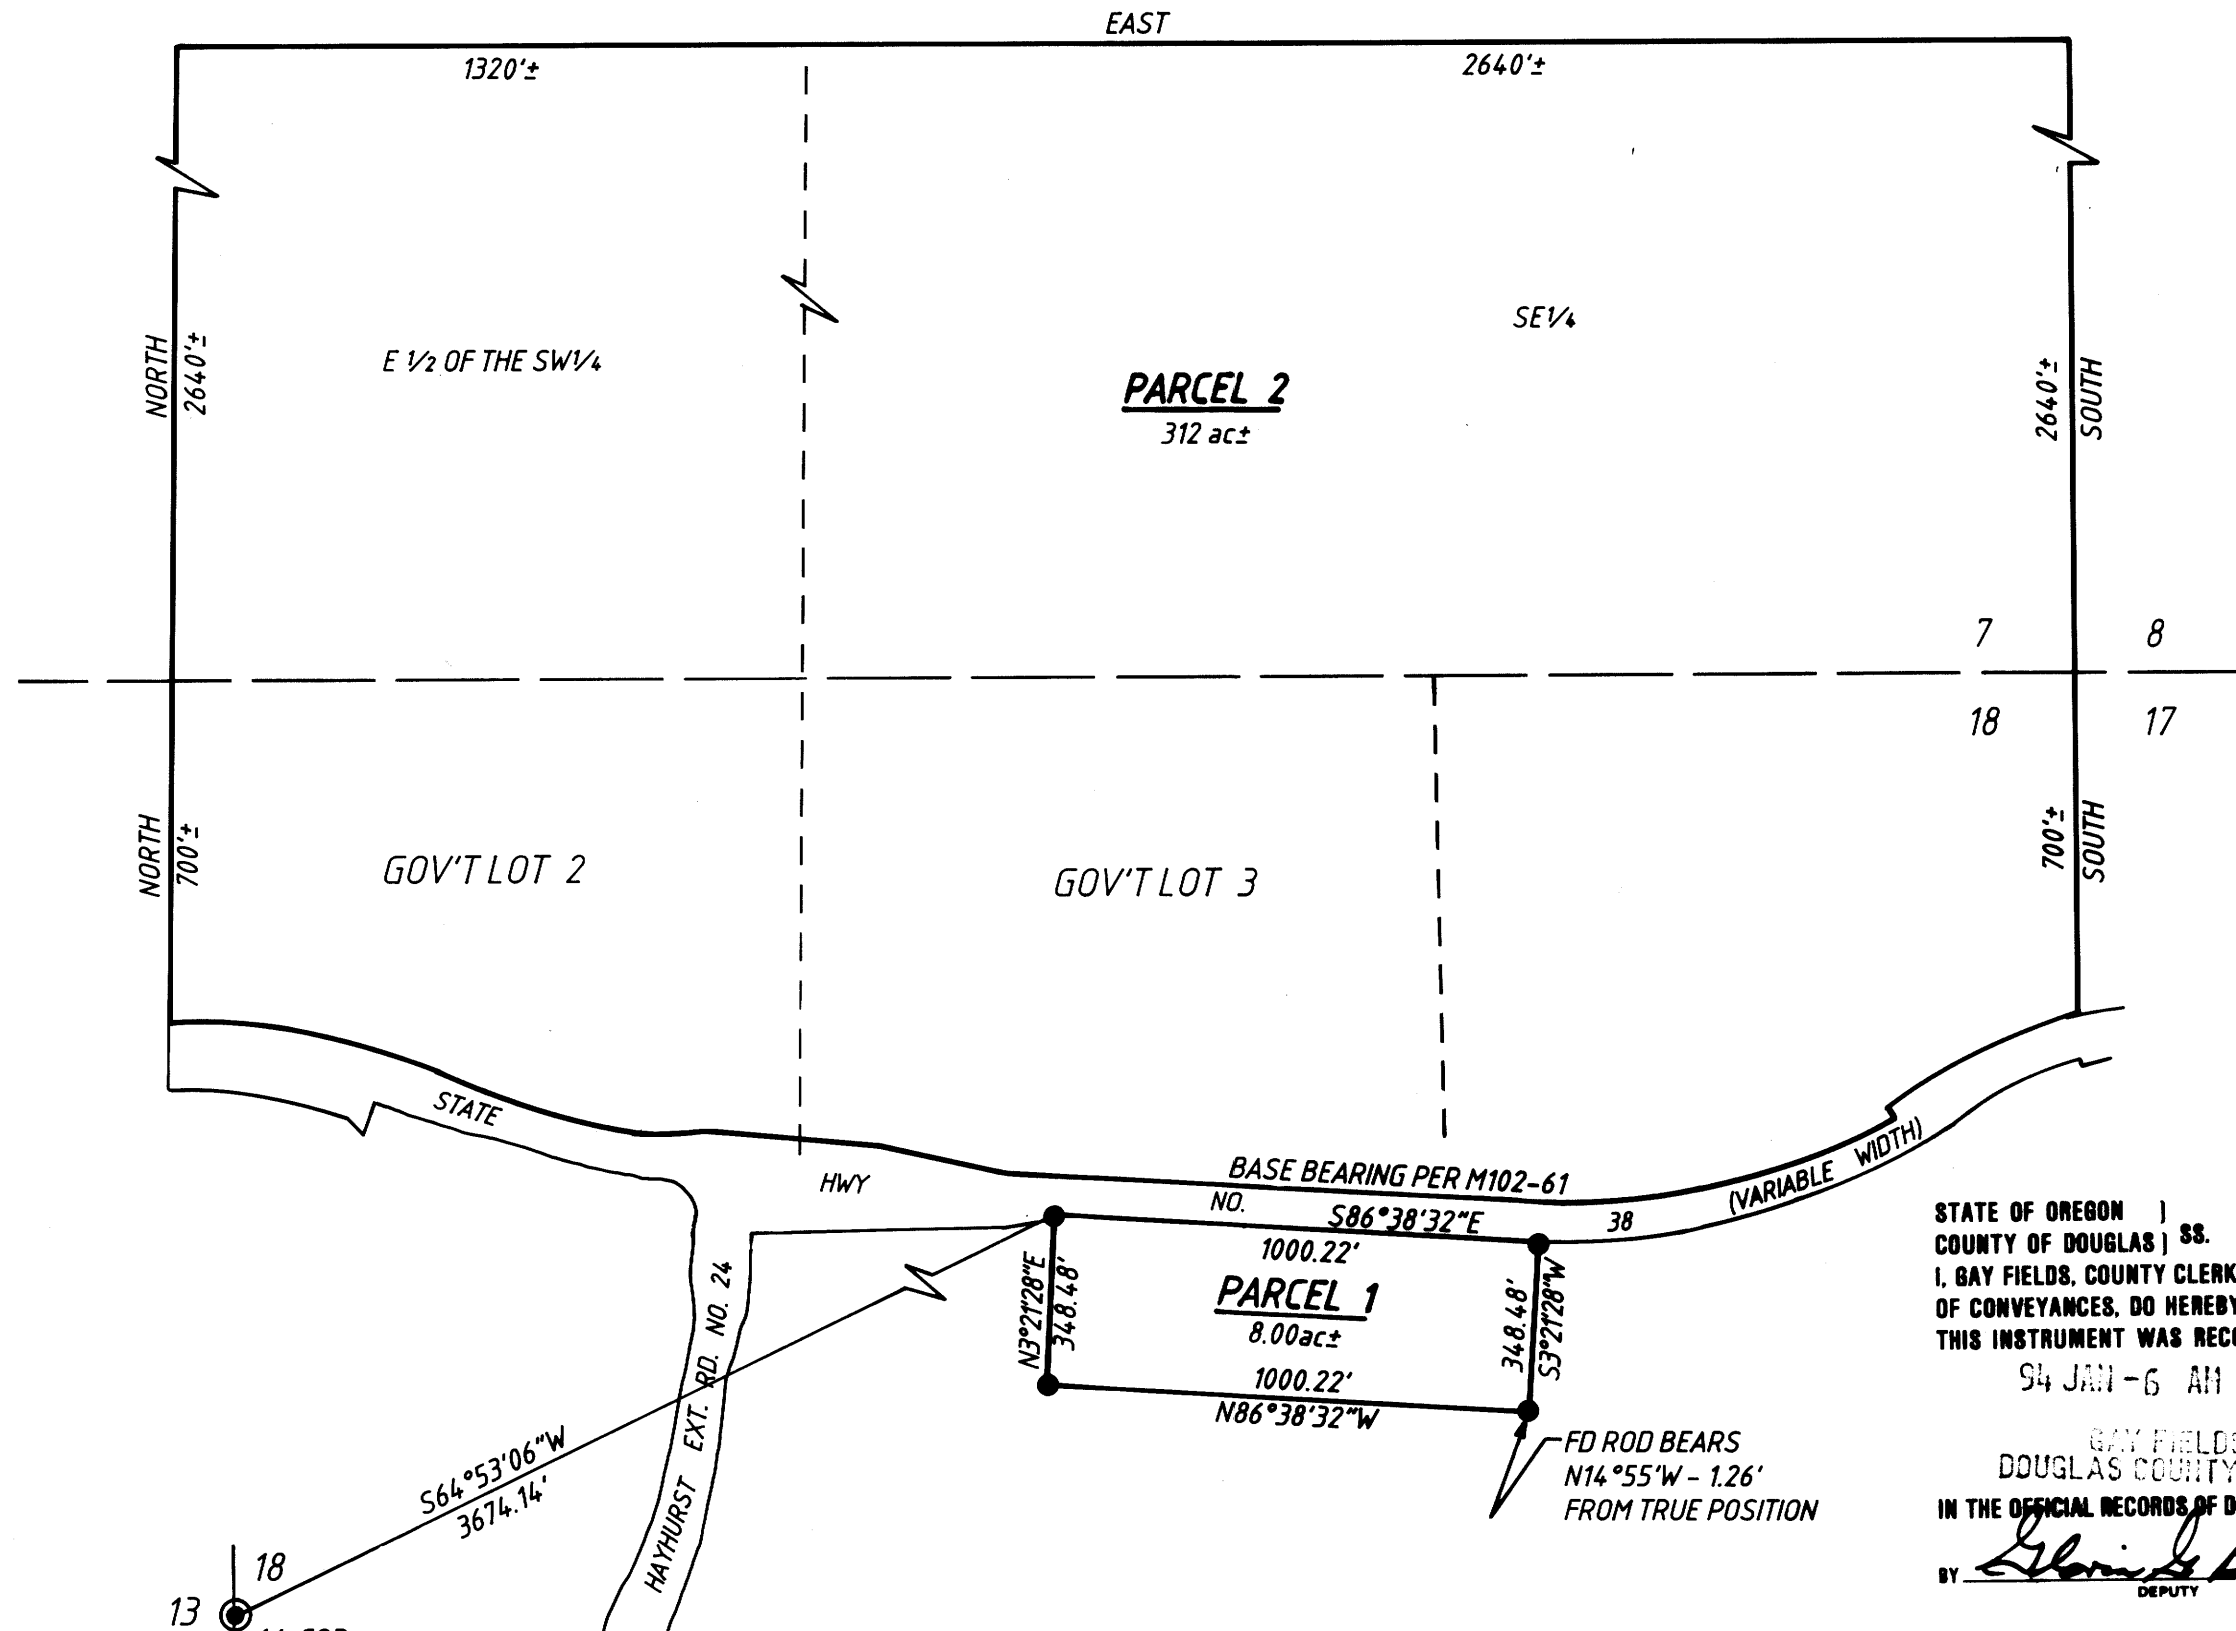 EAST
1320'±
2640'±
NORTH
2640'±
E 1/2 OF THE SW1/4
SE1/4
PARCEL 2
312 ac±
2640'±
SOUTH
7
8
18
17
NORTH
700'±
GOV'T LOT 2
GOV'T LOT 3
700'±
SOUTH
STATE
HWY
BASE BEARING PER M102-61
NO.
38
(VARIABLE WIDTH)
S86°38'32"E
1000.22'
N3°21'28"E
348.48'
PARCEL 1
8.00ac±
348.48'
S3°21'28"W
1000.22'
N86°38'32"W
HAYHURST EXT. RD. NO. 24
FD ROD BEARS
N14°55'W - 1.26'
FROM TRUE POSITION
S64°53'06"W
3674.14'
18
13
STATE OF OREGON )
COUNTY OF DOUGLAS ) SS.
I, GAY FIELDS, COUNTY CLERK
OF CONVEYANCES, DO HEREBY
THIS INSTRUMENT WAS
94 JAN -6 AM
GAY FIELDS
DOUGLAS COUNTY
IN THE OFFICIAL RECORDS OF D
BY
DEPUTY